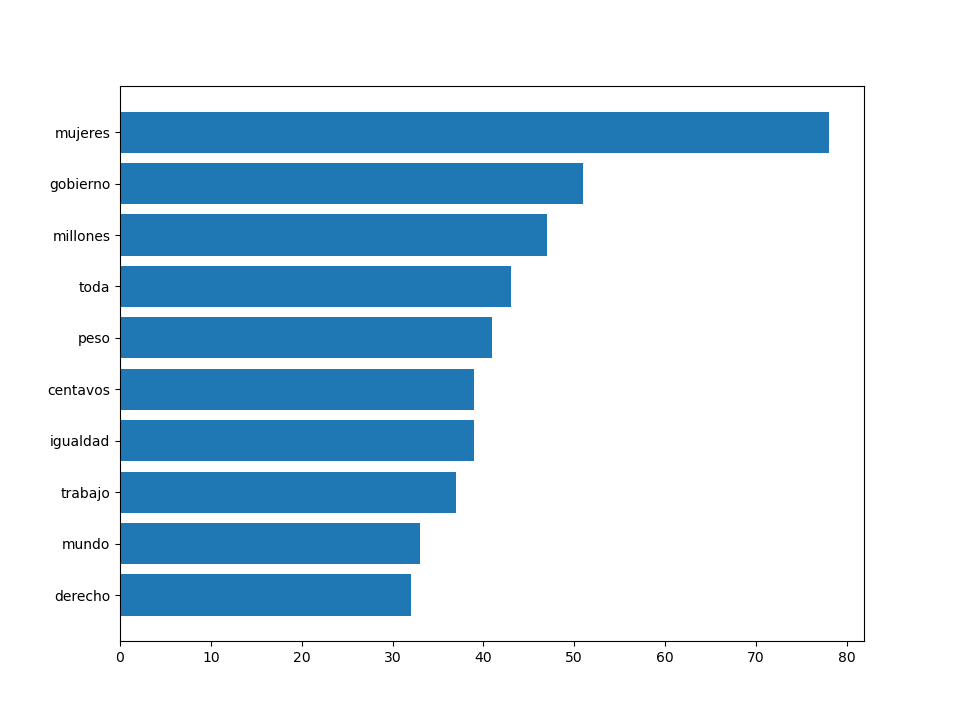 mujeres
gobierno
millones
toda
peso
centavos
igualdad
trabajo
mundo
derecho
0 10 20 30 40 50 60 70 80